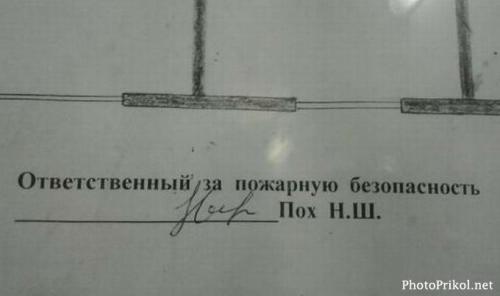 Ответственный за пожарную безопасность
Пох Н.Ш.
PhotoPrikol.net